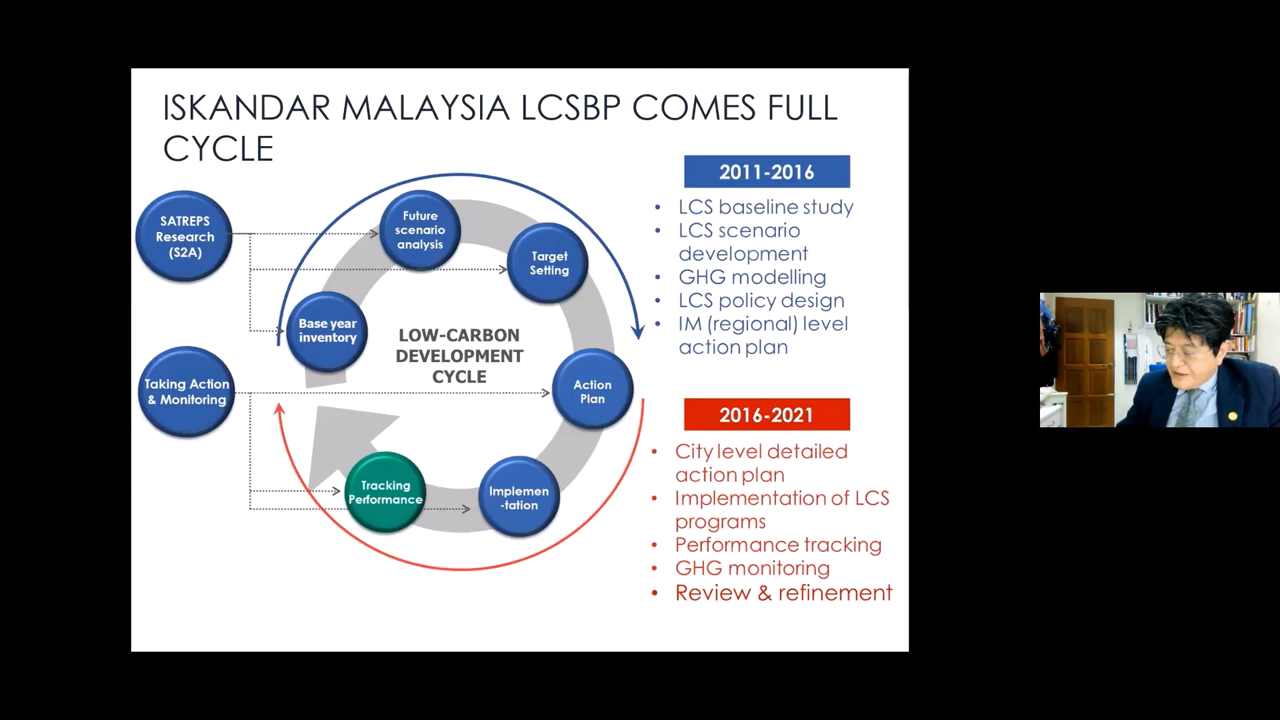 ISKANDAR MALAYSIA LCSBP COMES FULL
CYCLE
SATREPS
Research
(S2A)
Future
scenario
analysis
Target
Setting
Base year
inventory
LOW-CARBON
DEVELOPMENT
CYCLE
Taking Action
& Monitoring
Action
Plan
Tracking
Performance
Implemen
-tation
2011-2016
• LCS baseline study
• LCS scenario
development
• GHG modelling
• LCS policy design
• IM (regional) level
action plan
2016-2021
• City level detailed
action plan
• Implementation of LCS
programs
• Performance tracking
• GHG monitoring
• Review & refinement